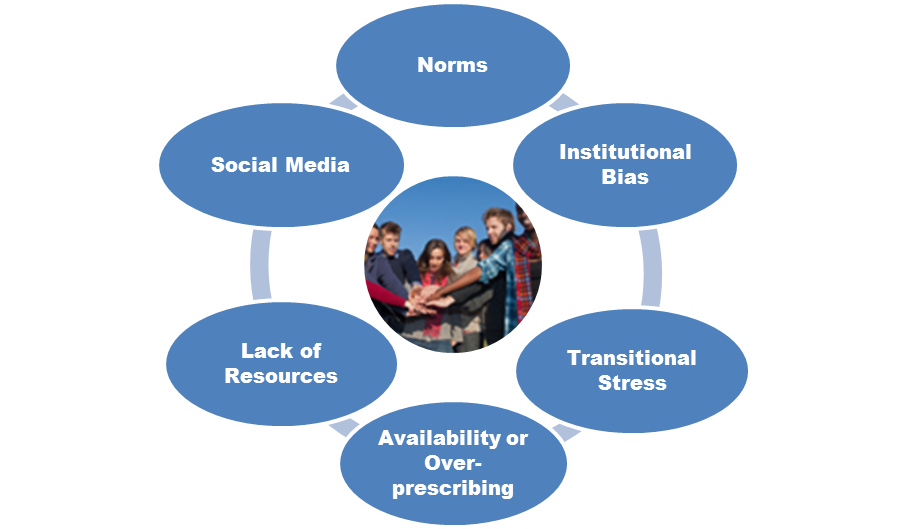 Norms
Institutional
Bias
Transitional
Stress
Availability or
Over-
prescribing
Lack of
Resources
Social Media